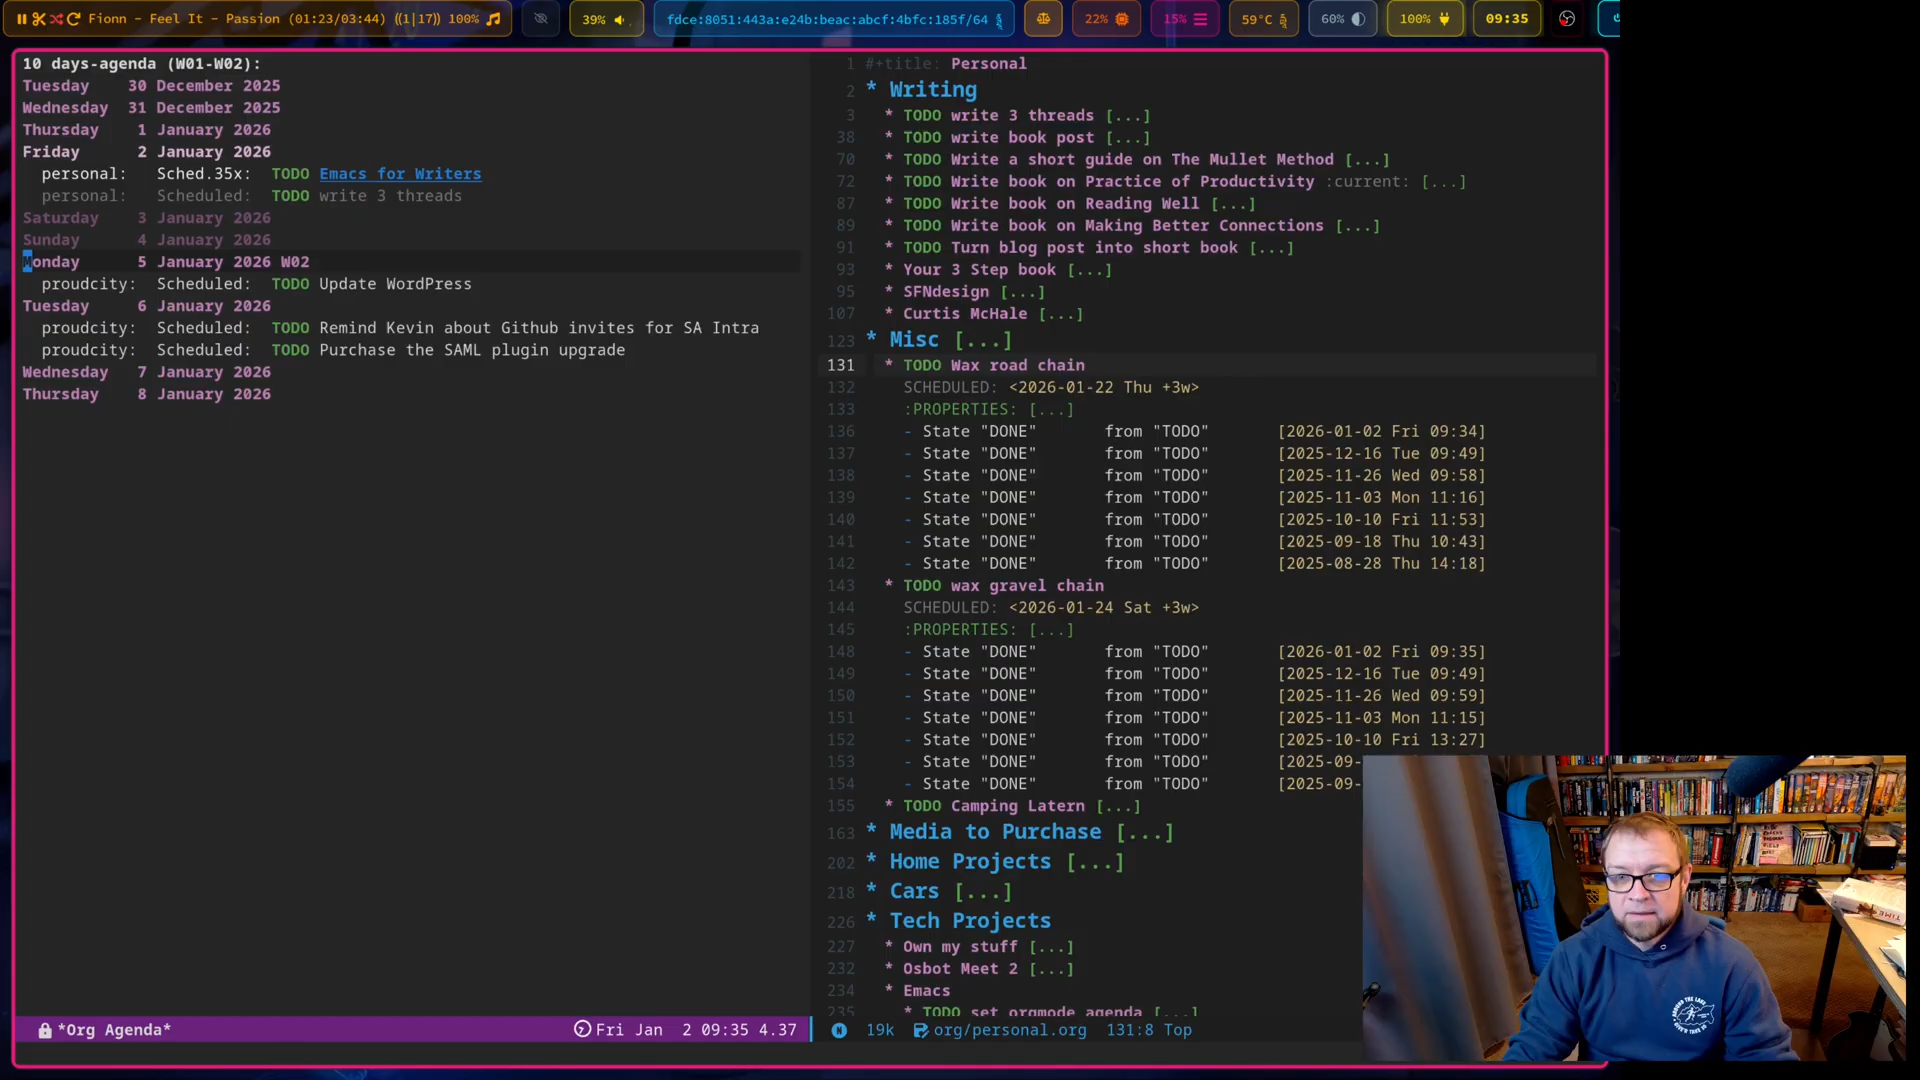 Fionn - Feel It - Passion (01:23/03:44) ((1|17)) 100%
39%
fdce:8051:443a:e24b:beac:abcf:4bfc:185f/64
22%
15%
59°C
60%
100%
09:35
10 days-agenda (W01-W02):
Tuesday 30 December 2025
Wednesday 31 December 2025
Thursday 1 January 2026
Friday 2 January 2026
personal: Sched.35x: TODO Emacs for Writers
personal: Scheduled: TODO write 3 threads
Saturday 3 January 2026
Sunday 4 January 2026
Monday 5 January 2026 W02
proudcity: Scheduled: TODO Update WordPress
Tuesday 6 January 2026
proudcity: Scheduled: TODO Remind Kevin about Github invites for SA Intra
proudcity: Scheduled: TODO Purchase the SAML plugin upgrade
Wednesday 7 January 2026
Thursday 8 January 2026
*Org Agenda*
Fri Jan 2 09:35 4.37
1 #+title: Personal
2 * Writing
3 * TODO write 3 threads [...]
38 * TODO write book post [...]
70 * TODO Write a short guide on The Mullet Method [...]
72 * TODO Write book on Practice of Productivity :current: [...]
87 * TODO Write book on Reading Well [...]
89 * TODO Write book on Making Better Connections [...]
91 * TODO Turn blog post into short book [...]
93 * Your 3 Step book [...]
95 * SFNdesign [...]
107 * Curtis McHale [...]
123 * Misc [...]
131 * TODO Wax road chain
132 SCHEDULED: <2026-01-22 Thu +3w>
133 :PROPERTIES: [...]
136 - State "DONE" from "TODO" [2026-01-02 Fri 09:34]
137 - State "DONE" from "TODO" [2025-12-16 Tue 09:49]
138 - State "DONE" from "TODO" [2025-11-26 Wed 09:58]
139 - State "DONE" from "TODO" [2025-11-03 Mon 11:16]
140 - State "DONE" from "TODO" [2025-10-10 Fri 11:53]
141 - State "DONE" from "TODO" [2025-09-18 Thu 10:43]
142 - State "DONE" from "TODO" [2025-08-28 Thu 14:18]
143 * TODO wax gravel chain
144 SCHEDULED: <2026-01-24 Sat +3w>
145 :PROPERTIES: [...]
148 - State "DONE" from "TODO" [2026-01-02 Fri 09:35]
149 - State "DONE" from "TODO" [2025-12-16 Tue 09:49]
150 - State "DONE" from "TODO" [2025-11-26 Wed 09:59]
151 - State "DONE" from "TODO" [2025-11-03 Mon 11:15]
152 - State "DONE" from "TODO" [2025-10-10 Fri 13:27]
153 - State "DONE" from "TODO" [2025-09-
154 - State "DONE" from "TODO" [2025-09-
155 * TODO Camping Latern [...]
163 * Media to Purchase [...]
202 * Home Projects [...]
218 * Cars [...]
226 * Tech Projects
227 * Own my stuff [...]
232 * Osbot Meet 2 [...]
234 * Emacs
235 * TODO set orgmode agenda [...]
N 19k org/personal.org 131:8 Top
TIME